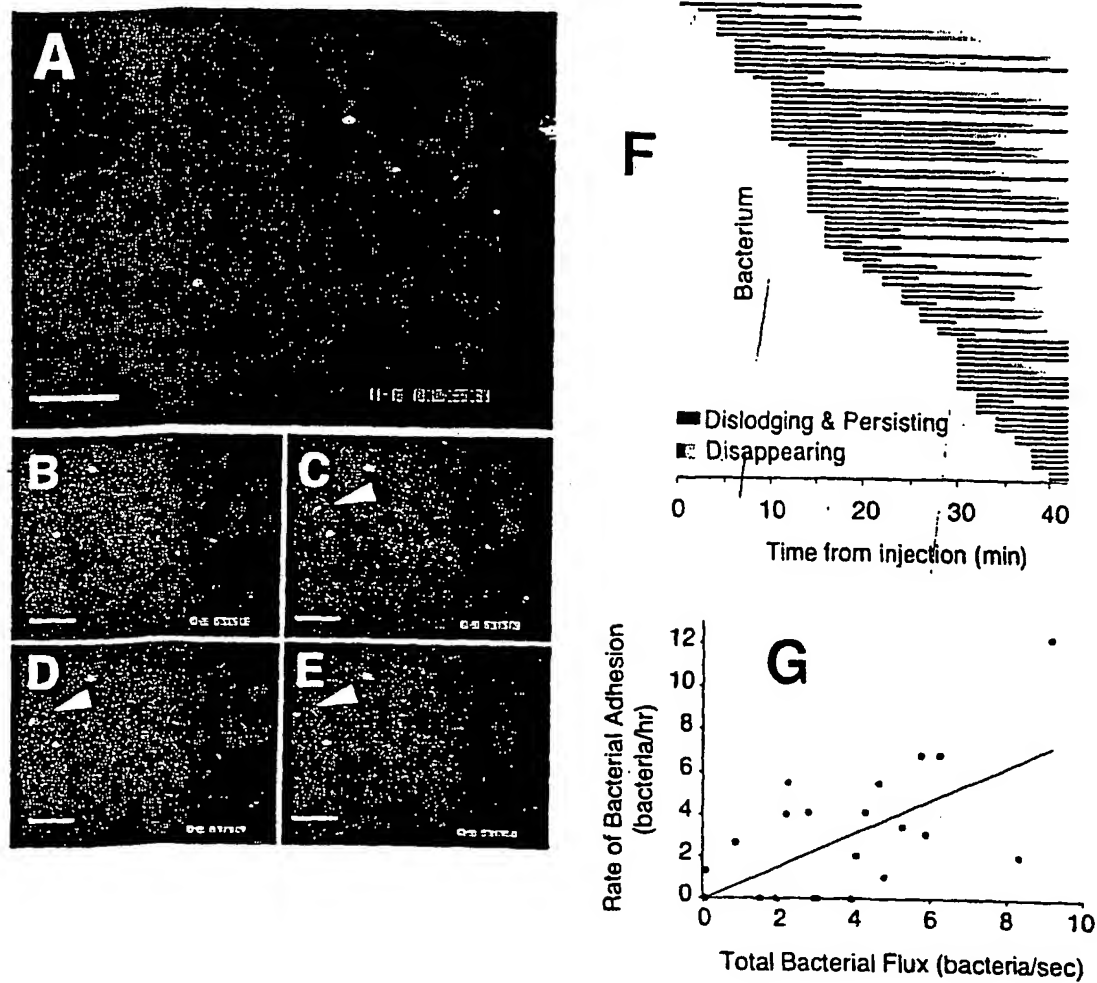 A
B
C
D
E
F
Bacterium
Dislodging & Persisting
Disappearing
0 10 20 30 40
Time from injection (min)
G
Rate of Bacterial Adhesion
(bacteria/hr)
12
10
8
6
4
2
0
0 2 4 6 8 10
Total Bacterial Flux (bacteria/sec)